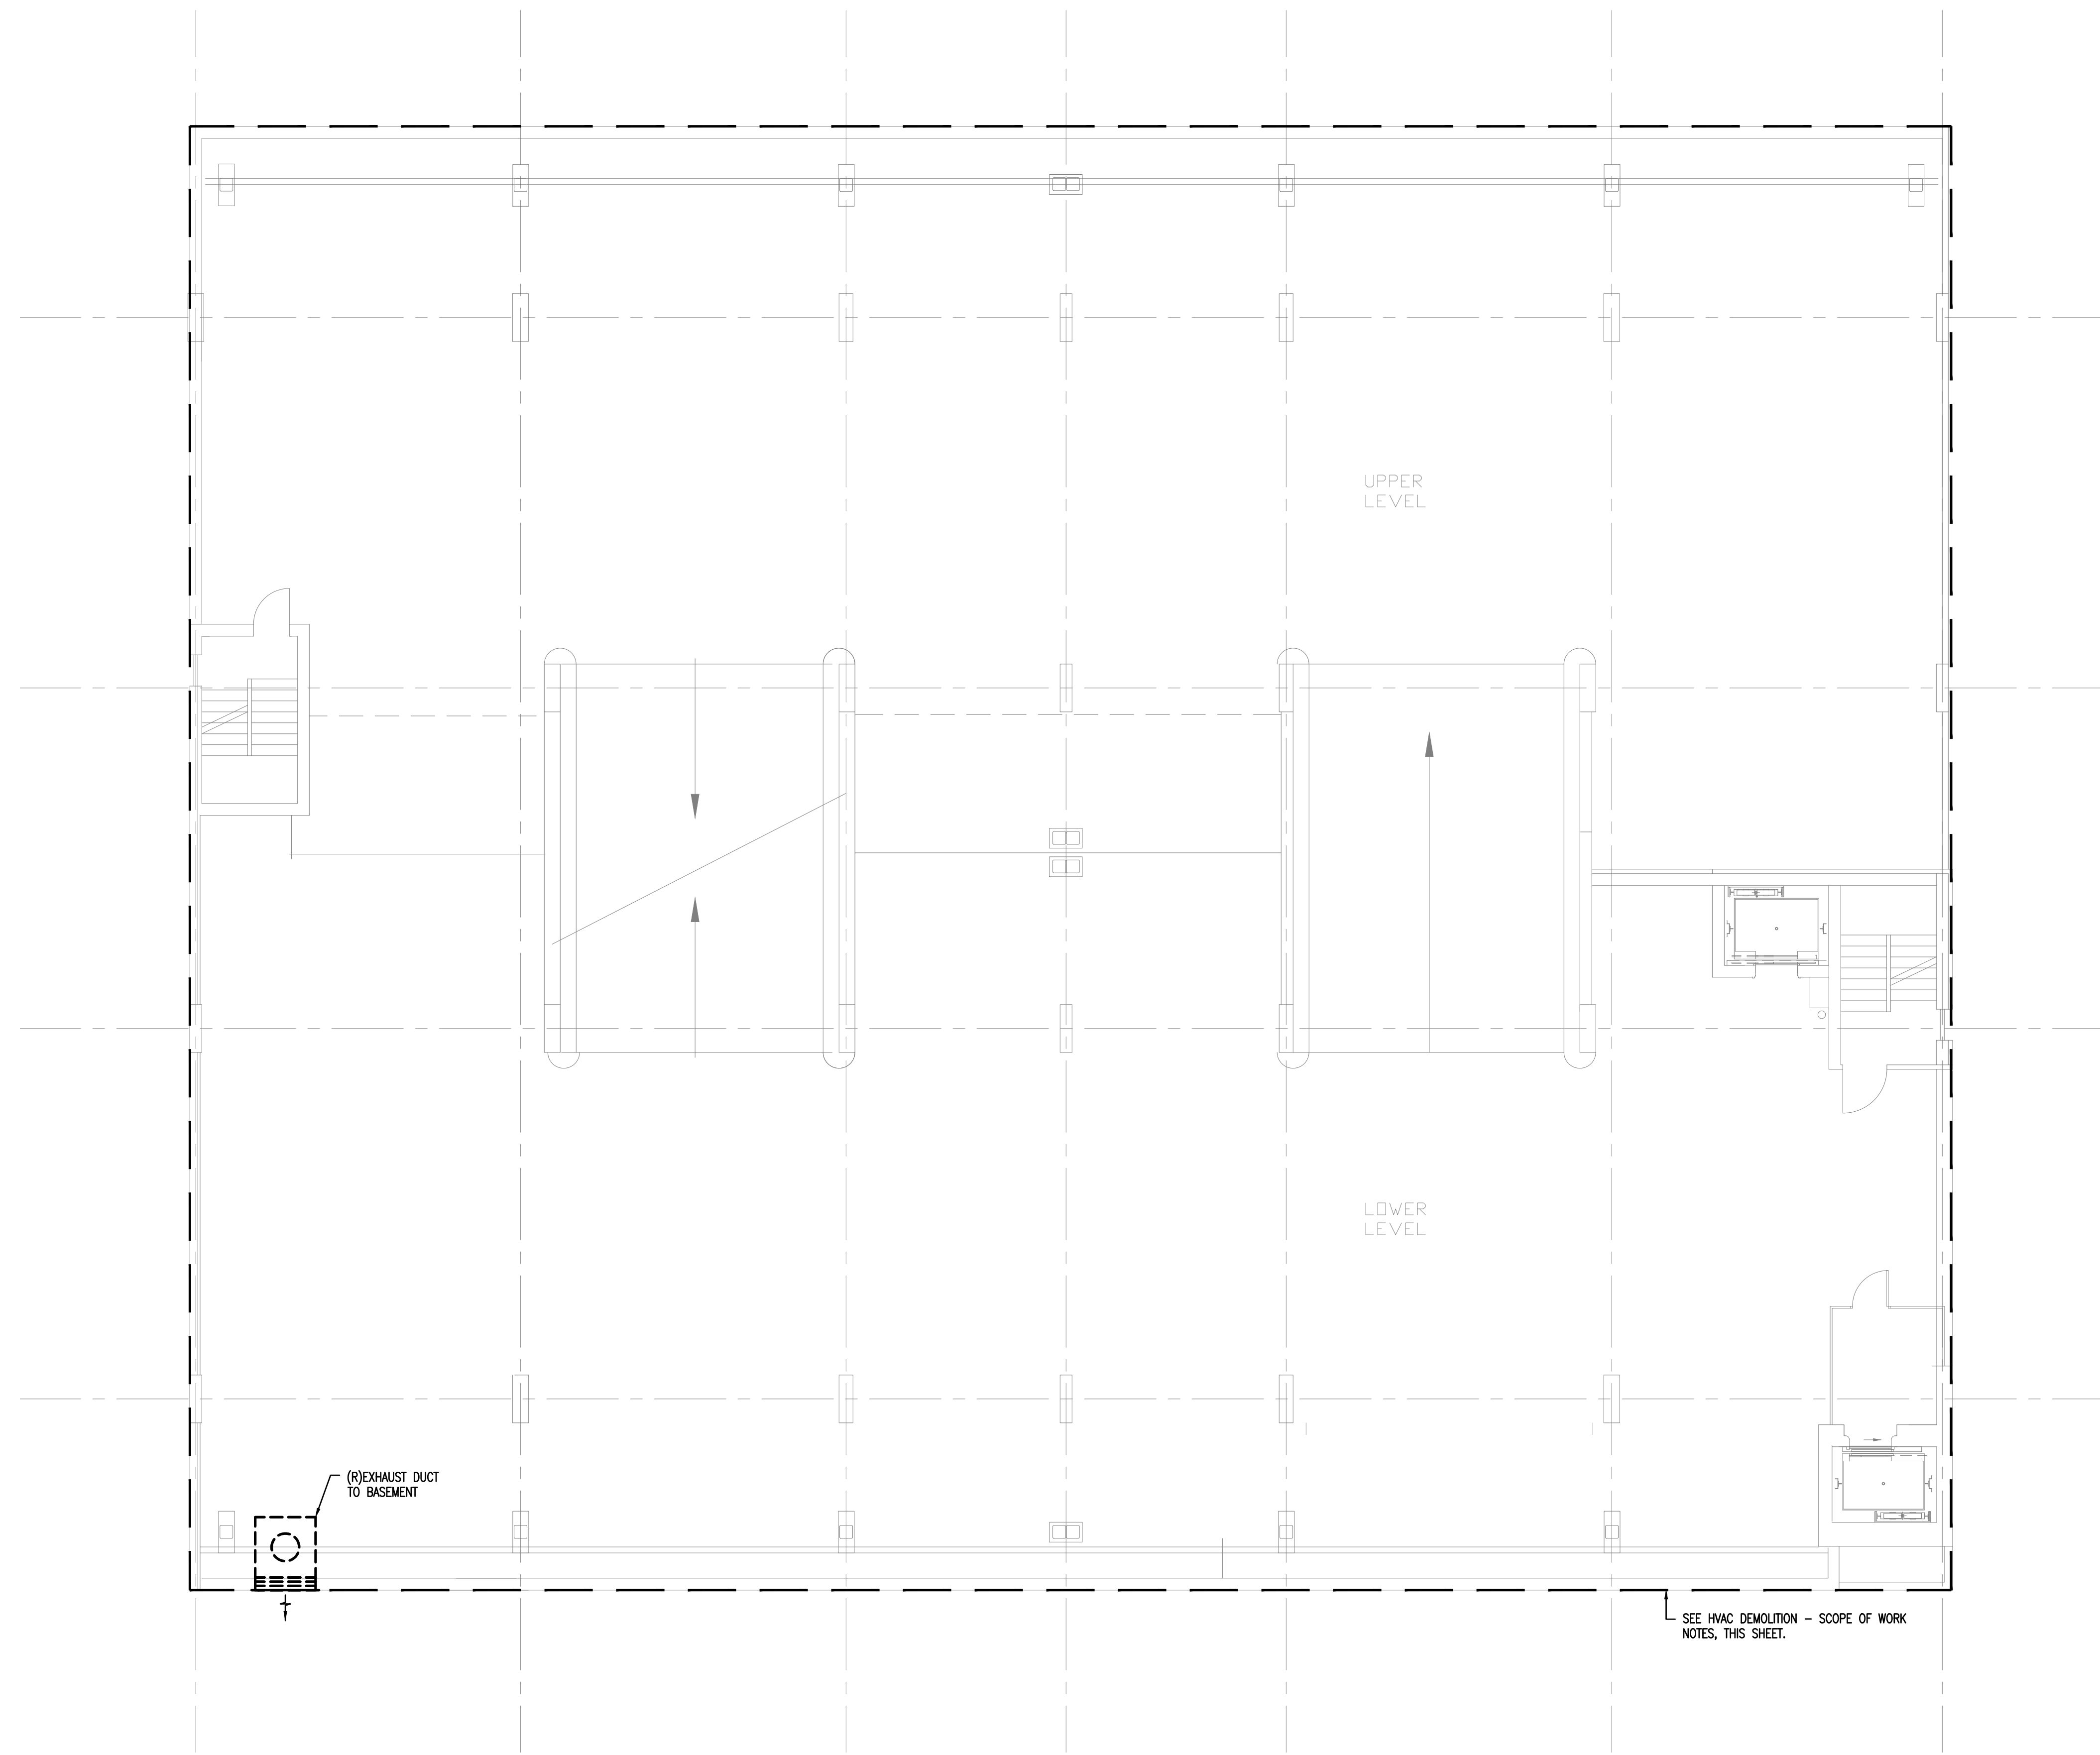 UPPER
LEVEL
LOWER
LEVEL
(R)EXHAUST DUCT
TO BASEMENT
SEE HVAC DEMOLITION – SCOPE OF WORK
NOTES, THIS SHEET.